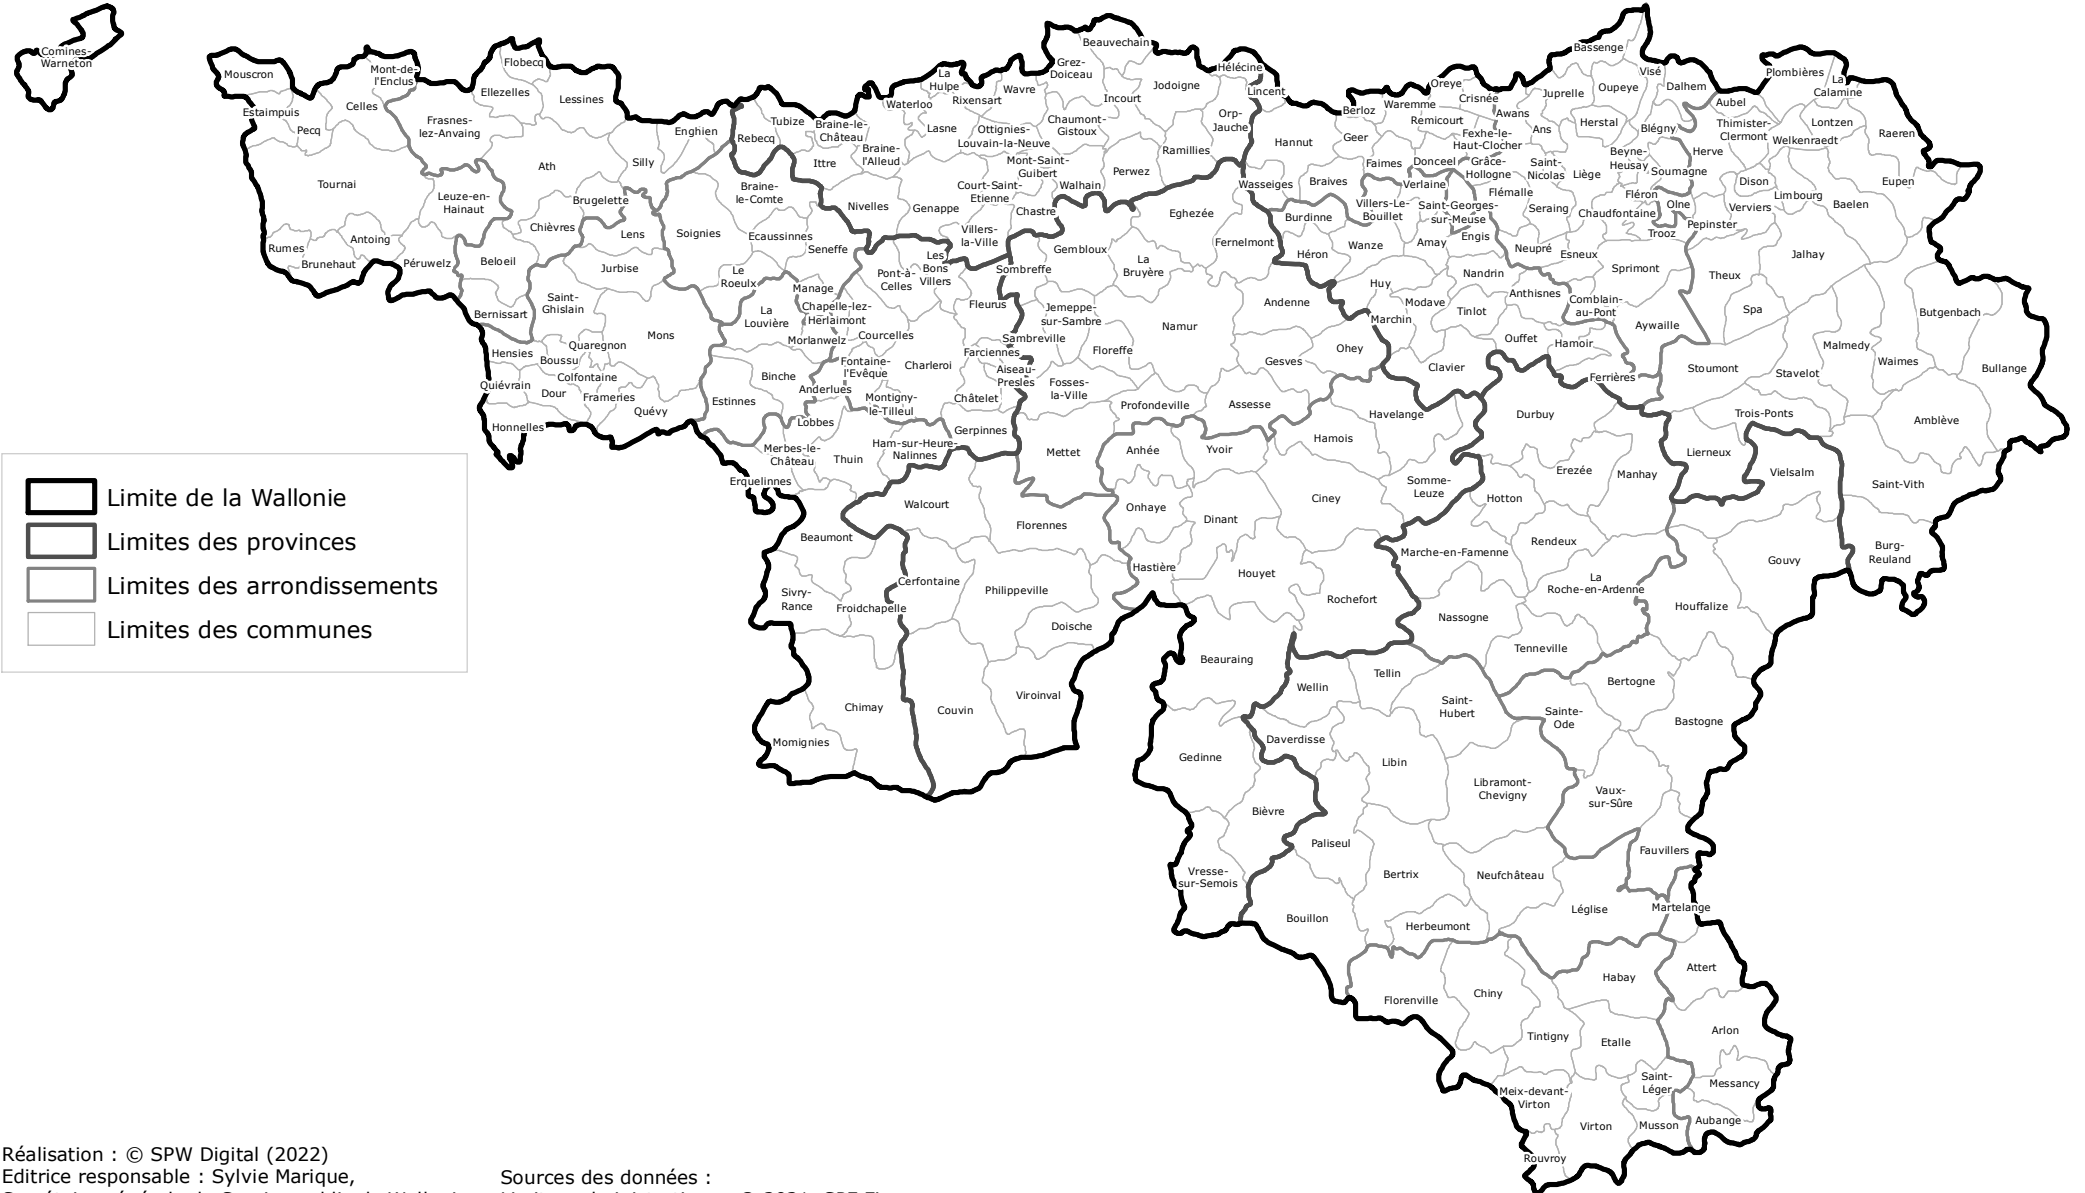 Comines-
Warneton
Mouscron
Estaimpuis
Pecq
Celles
Mont-de-
l'Enclus
Tournai
Rumes
Brunehaut
Antoing
Péruwelz
Leuze-en-
Hainaut
Frasnes-
lez-Anvaing
Flobecq
Ellezelles
Lessines
Ath
Silly
Enghien
Brugelette
Chièvres
Beloeil
Bernissart
Lens
Jurbise
Saint-
Ghislain
Mons
Hensies
Quaregnon
Boussu
Colfontaine
Quiévrain
Dour
Frameries
Quévy
Honnelles
Soignies
Braine-
le-Comte
Ecaussinnes
Seneffe
Le
Roeulx
Manage
La
Louvière
Chapelle-lez-
Herlaimont
Morlanwelz
Binche
Estinnes
Anderlues
Lobbes
Merbes-le-
Château
Thuin
Erquelinnes
Ham-sur-Heure-
Nalinnes
Beaumont
Sivry-
Rance
Froidchapelle
Chimay
Momignies
Pont-à-
Celles
Les
Bons
Villers
Fleurus
Courcelles
Fontaine-
l'Evêque
Charleroi
Farciennes
Aiseau-
Presles
Châtelet
Montigny-
le-Tilleul
Gerpinnes
Rebecq
Tubize
Braine-le-
Château
Ittre
Braine-
l'Alleud
Waterloo
La
Hulpe
Rixensart
Lasne
Wavre
Grez-
Doiceau
Beauvechain
Ottignies-
Louvain-la-Neuve
Chaumont-
Gistoux
Incourt
Jodoigne
Hélécine
Orp-
Jauche
Ramillies
Perwez
Mont-Saint-
Guibert
Walhain
Court-Saint-
Etienne
Chastre
Nivelles
Genappe
Villers-
la-Ville
Sombreffe
Gembloux
Eghezée
La
Bruyère
Fernelmont
Jemeppe-
sur-Sambre
Sambreville
Floreffe
Namur
Andenne
Gesves
Ohey
Fosses-
la-Ville
Profondeville
Assesse
Mettet
Anhée
Yvoir
Hamois
Havelange
Ciney
Somme-
Leuze
Onhaye
Dinant
Hastière
Houyet
Rochefort
Beauraing
Gedinne
Bièvre
Vresse-
sur-Semois
Walcourt
Florennes
Cerfontaine
Philippeville
Doische
Couvin
Viroinval
Lincent
Hannut
Wasseiges
Berloz
Geer
Waremme
Oreye
Remicourt
Crisnée
Faimes
Donceel
Fexhe-le-
Haut-Clocher
Braives
Burdinne
Héron
Villers-Le-
Bouillet
Verlaine
Saint-Georges-
sur-Meuse
Wanze
Amay
Engis
Huy
Nandrin
Modave
Tinlot
Anthisnes
Marchin
Ouffet
Clavier
Hamoir
Ferrières
Comblain-
au-Pont
Bassenge
Visé
Oupeye
Juprelle
Dalhem
Awans
Ans
Herstal
Blégny
Grâce-
Hollogne
Saint-
Nicolas
Liège
Beyne-
Heusay
Soumagne
Fléron
Flémalle
Seraing
Chaudfontaine
Trooz
Neupré
Esneux
Sprimont
Aywaille
Plombières
La
Calamine
Aubel
Thimister-
Clermont
Lontzen
Welkenraedt
Raeren
Herve
Dison
Limbourg
Eupen
Olne
Verviers
Baelen
Pepinster
Theux
Jalhay
Spa
Stoumont
Stavelot
Malmedy
Waimes
Butgenbach
Bullange
Trois-Ponts
Amblève
Lierneux
Saint-Vith
Burg-
Reuland
Durbuy
Erezée
Manhay
Hotton
Marche-en-Famenne
Rendeux
La
Roche-en-Ardenne
Nassogne
Tenneville
Vielsalm
Gouvy
Houffalize
Bertogne
Bastogne
Sainte-
Ode
Vaux-
sur-Sûre
Fauvillers
Wellin
Tellin
Saint-
Hubert
Daverdisse
Libin
Libramont-
Chevigny
Paliseul
Bertrix
Neufchâteau
Bouillon
Herbeumont
Léglise
Martelange
Attert
Habay
Florenville
Chiny
Tintigny
Etalle
Arlon
Meix-devant-
Virton
Saint-
Léger
Messancy
Virton
Musson
Aubange
Rouvroy
Limite de la Wallonie
Limites des provinces
Limites des arrondissements
Limites des communes
Réalisation : © SPW Digital (2022)
Editrice responsable : Sylvie Marique,
Sources des données :